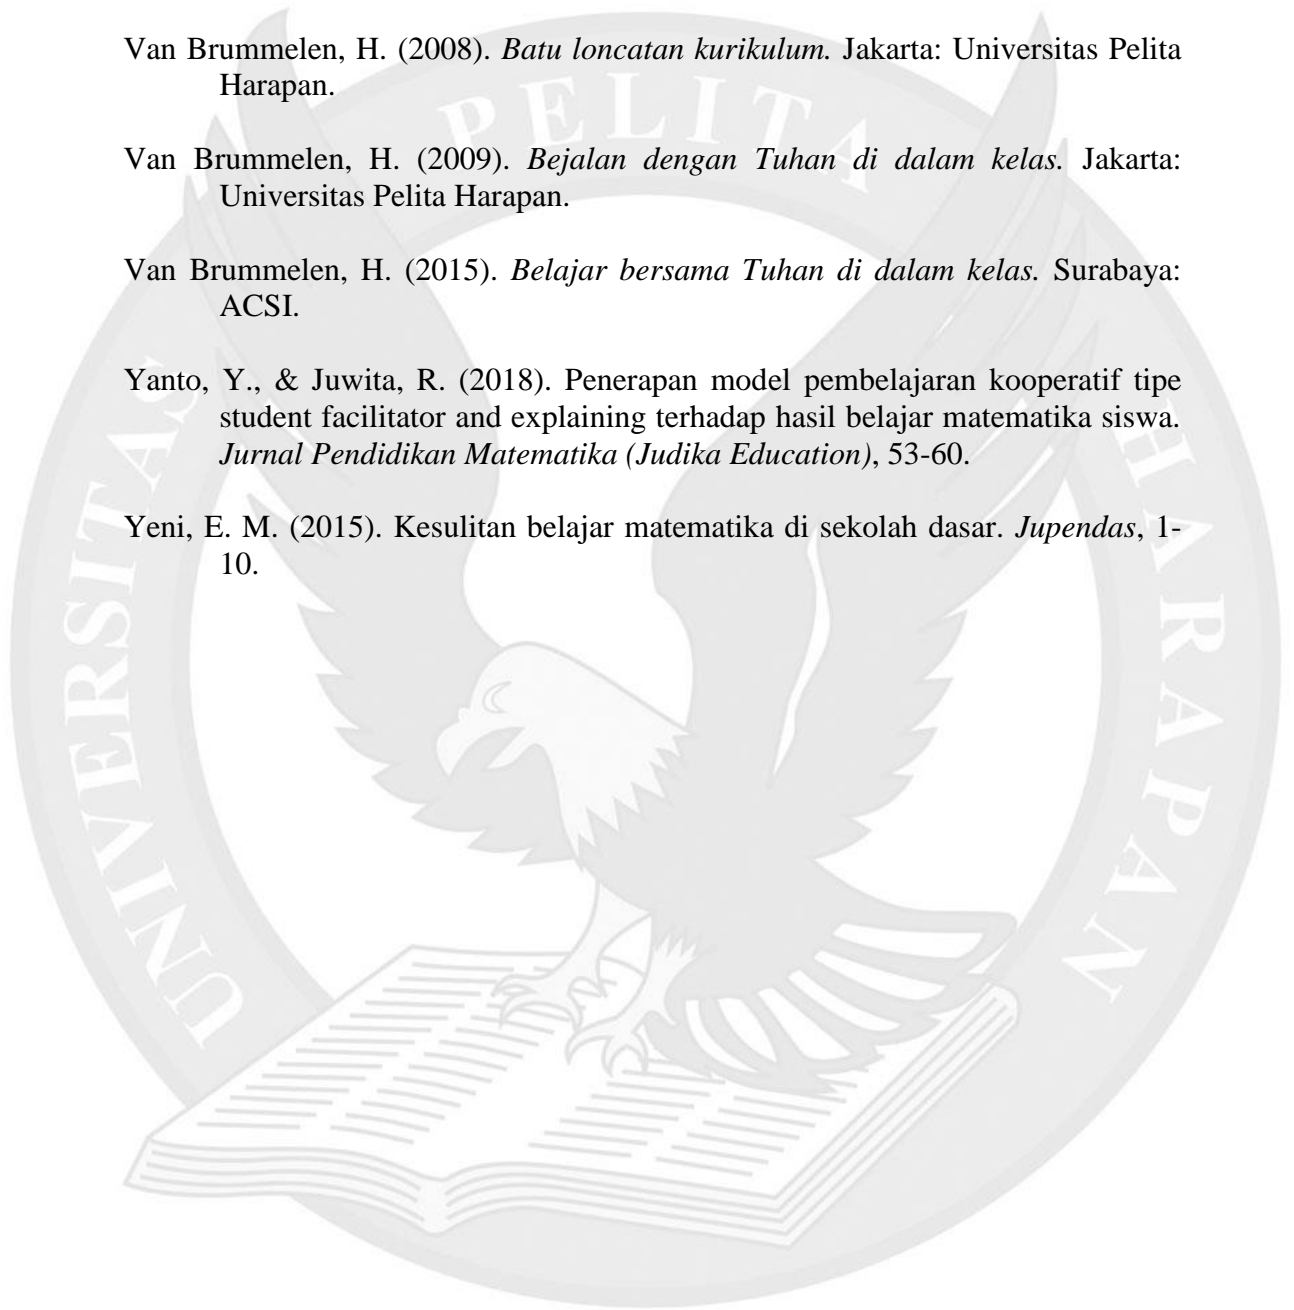 Van Brummelen, H. (2008). Batu loncatan kurikulum. Jakarta: Universitas Pelita
Harapan.
Van Brummelen, H. (2009). Bejalan dengan Tuhan di dalam kelas. Jakarta:
Universitas Pelita Harapan.
Van Brummelen, H. (2015). Belajar bersama Tuhan di dalam kelas. Surabaya:
ACSI.
Yanto, Y., & Juwita, R. (2018). Penerapan model pembelajaran kooperatif tipe
student facilitator and explaining terhadap hasil belajar matematika siswa.
Jurnal Pendidikan Matematika (Judika Education), 53-60.
Yeni, E. M. (2015). Kesulitan belajar matematika di sekolah dasar. Jupendas, 1-
10.
UNIVERSITAS PELITA HARAPAN